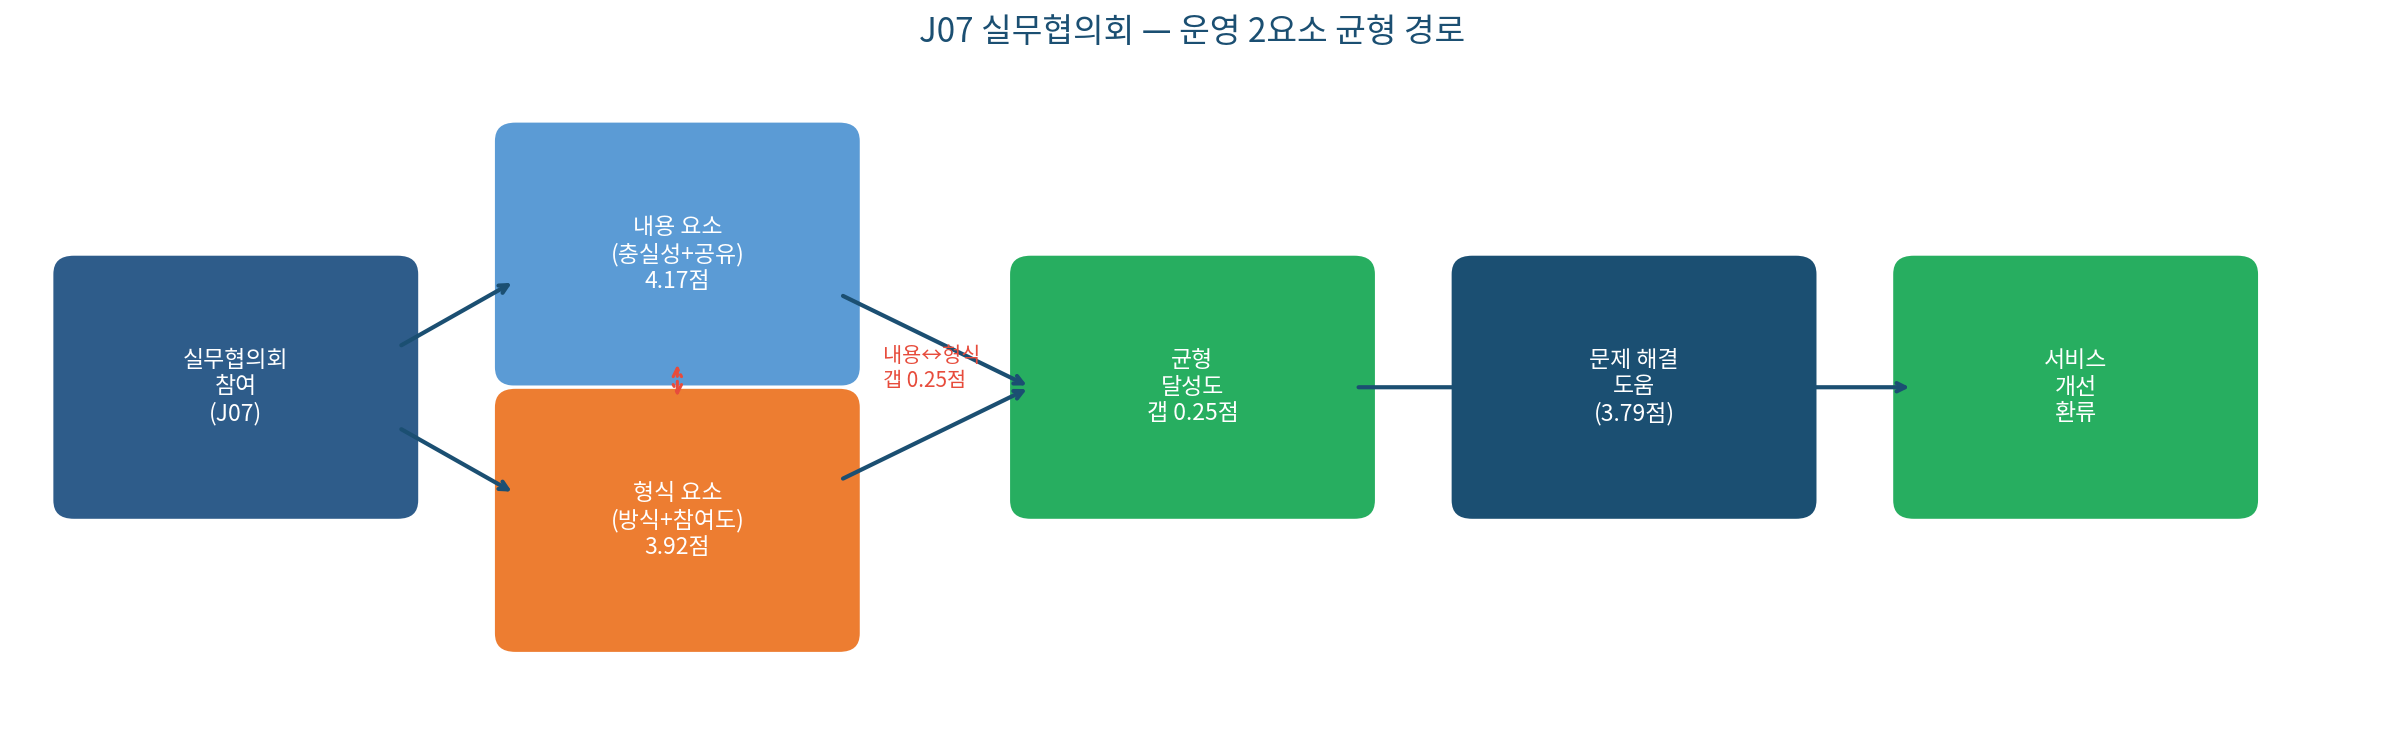 J07 실무협의회 — 운영 2요소 균형 경로
실무협의회
참여
(J07)
내용 요소
(충실성+공유)
4.17점
형식 요소
(방식+참여도)
3.92점
내용↔형식
갭 0.25점
균형
달성도
갭 0.25점
문제 해결
도움
(3.79점)
서비스
개선
환류